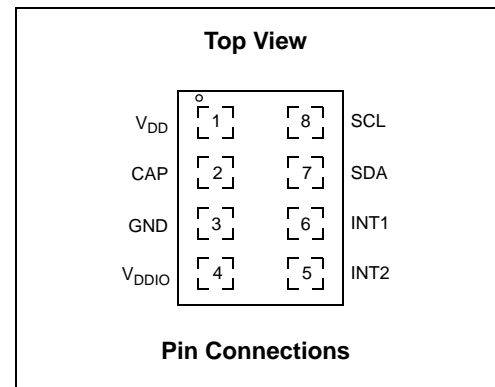 Top View
VDD 1 8 SCL
CAP 2 7 SDA
GND 3 6 INT1
VDDIO 4 5 INT2
Pin Connections